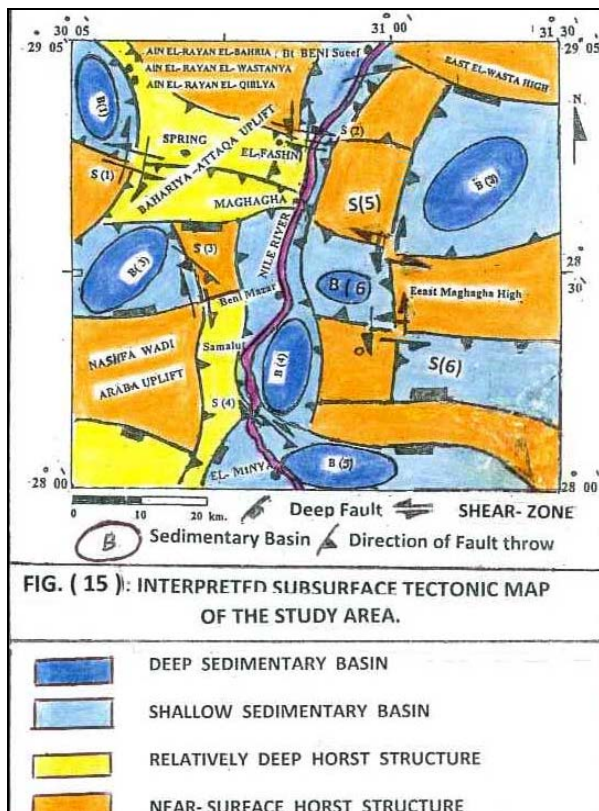 30 05
31 00
31 30
29 05
29 05
AIN EL-RAYAN EL-BAHRIA
AIN EL-RAYAN EL-WASTANYA
AIN EL-RAYAN EL-QIBLYA
Bt. BENI Sueef
EAST EL-WASTA HIGH
N
B(1)
SPRING
BAHARIYA-ATTAQA UPLIFT
EL-FASHN
S(2)
S(1)
S(5)
MAGHAGHA
NILE RIVER
S(3)
B(3)
B(6
28
30
Eeast Maghagha High
Beni Mazar
Samalut
B(4)
S(6)
NASHFA WADI
ARABA UPLIFT
S(4)
EL-MINYA
28 00
28 00
0 10 20 km.
Deep Fault
SHEAR-ZONE
B
Sedimentary Basin
Direction of Fault throw
FIG. ( 15 ): INTERPRETED SUBSURFACE TECTONIC MAP
OF THE STUDY AREA.
DEEP SEDIMENTARY BASIN
SHALLOW SEDIMENTARY BASIN
RELATIVELY DEEP HORST STRUCTURE
NEAR-SURFACE HORST STRUCTURE